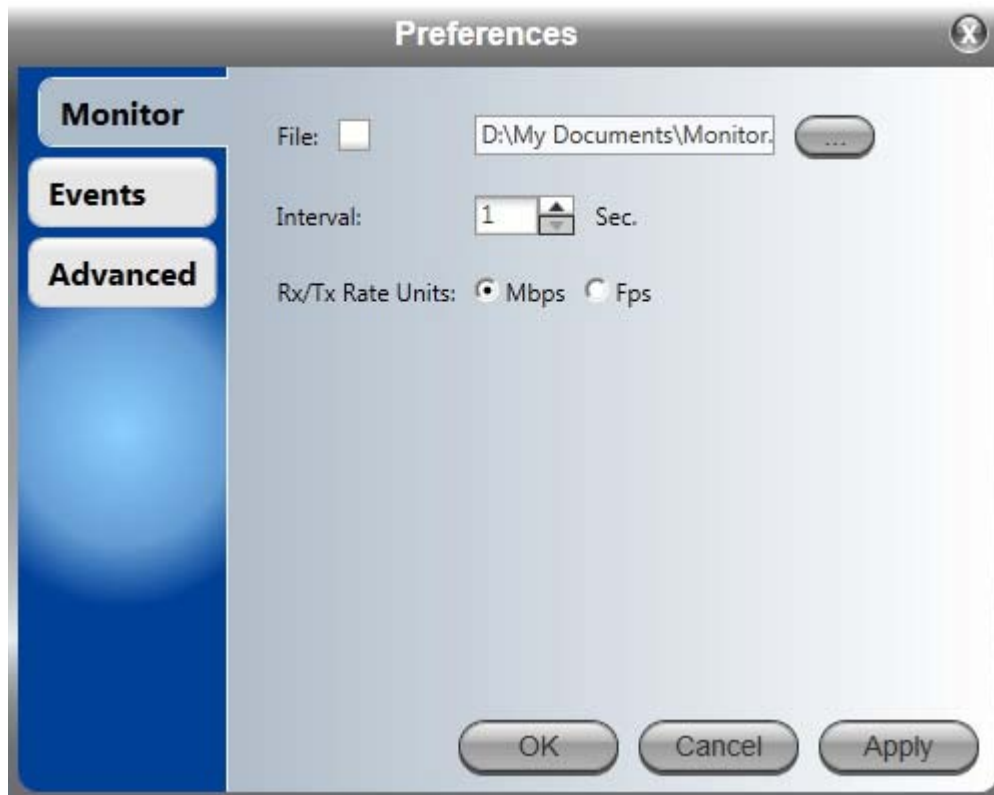 Preferences
X
Monitor
Events
Advanced
File: D:\My Documents\Monitor. ...
Interval: 1 Sec.
Rx/Tx Rate Units: Mbps Fps
OK Cancel Apply